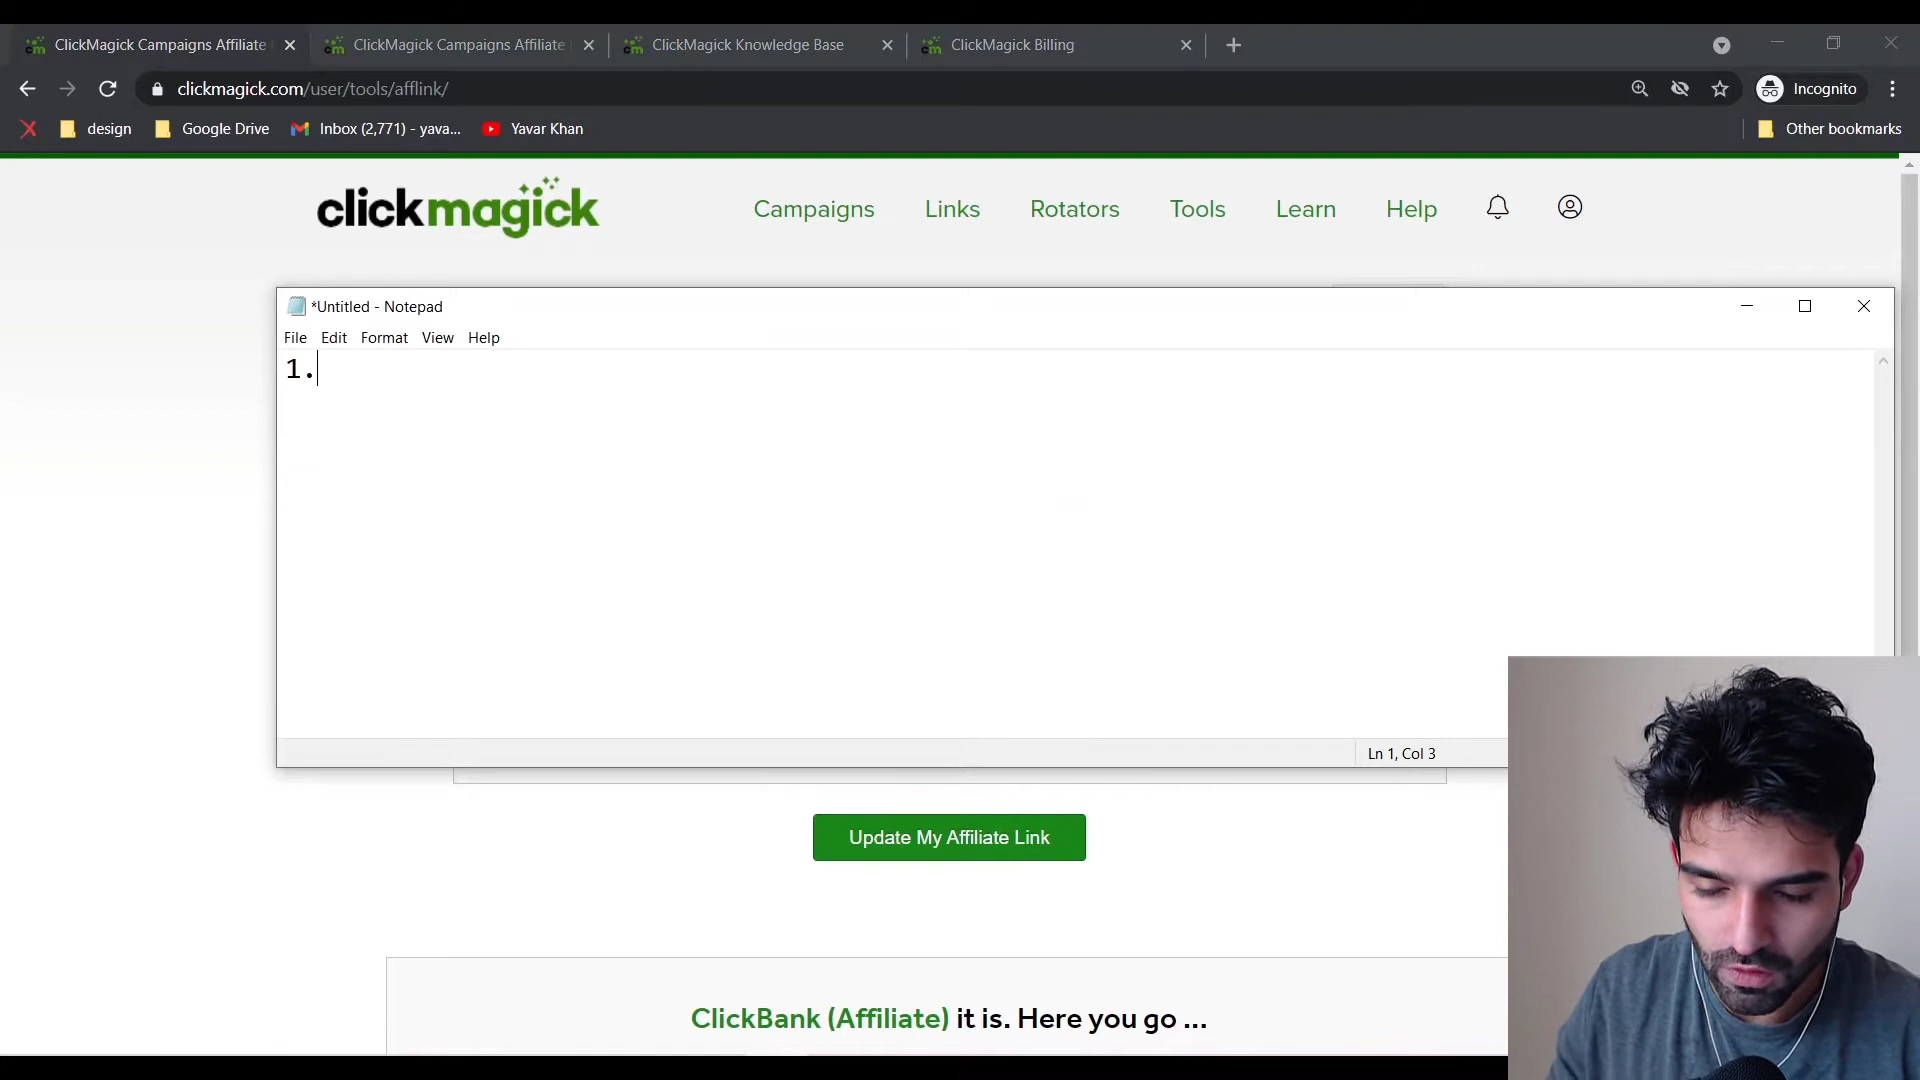 ClickMagick Campaigns Affiliate
ClickMagick Campaigns Affiliate
ClickMagick Knowledge Base
ClickMagick Billing
clickmagick.com/user/tools/afflink/
Incognito
design
Google Drive
Inbox (2,771) - yava...
Yavar Khan
Other bookmarks
clickmagick
Campaigns
Links
Rotators
Tools
Learn
Help
*Untitled - Notepad
File Edit Format View Help
1.
Ln 1, Col 3
Update My Affiliate Link
ClickBank (Affiliate) it is. Here you go ...